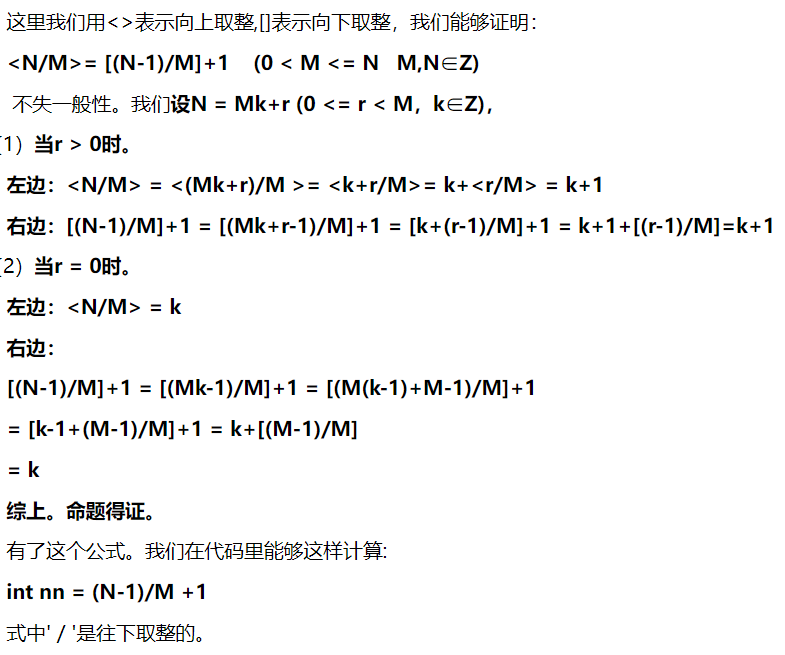 这里我们用<>表示向上取整,[]表示向下取整，我们能够证明：
<N/M>= [(N-1)/M]+1 (0 < M <= N M,N∈Z)
不失一般性。我们设N = Mk+r (0 <= r < M，k∈Z)，
1）当r > 0时。
左边：<N/M> = <(Mk+r)/M >= <k+r/M>= k+<r/M> = k+1
右边：[(N-1)/M]+1 = [(Mk+r-1)/M]+1 = [k+(r-1)/M]+1 = k+1+[(r-1)/M]=k+1
2）当r = 0时。
左边：<N/M> = k
右边：
[(N-1)/M]+1 = [(Mk-1)/M]+1 = [(M(k-1)+M-1)/M]+1
= [k-1+(M-1)/M]+1 = k+[(M-1)/M]
= k
综上。命题得证。
有了这个公式。我们在代码里能够这样计算:
int nn = (N-1)/M +1
式中' / '是往下取整的。